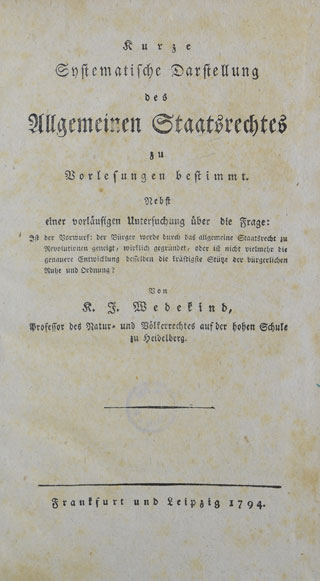 Kurze
Systematische Darstellung
des
Allgemeinen Staatsrechtes
zu
Vorlesungen bestimmt.
Nebst
einer vorläufigen Untersuchung über die Frage:
Ist der Vorwurf: der Bürger werde durch das allgemeine Staatsrecht zu
Revolutionen geneigt, wirklich gegründet, oder ist nicht vielmehr die
genauere Entwicklung desselben die kräftigste Stütze der bürgerlichen
Ruhe und Ordnung?
Von
K. J. Wedekind,
Professor des Natur- und Völkerrechtes auf der hohen Schule
zu Heidelberg.
Frankfurt und Leipzig 1794.